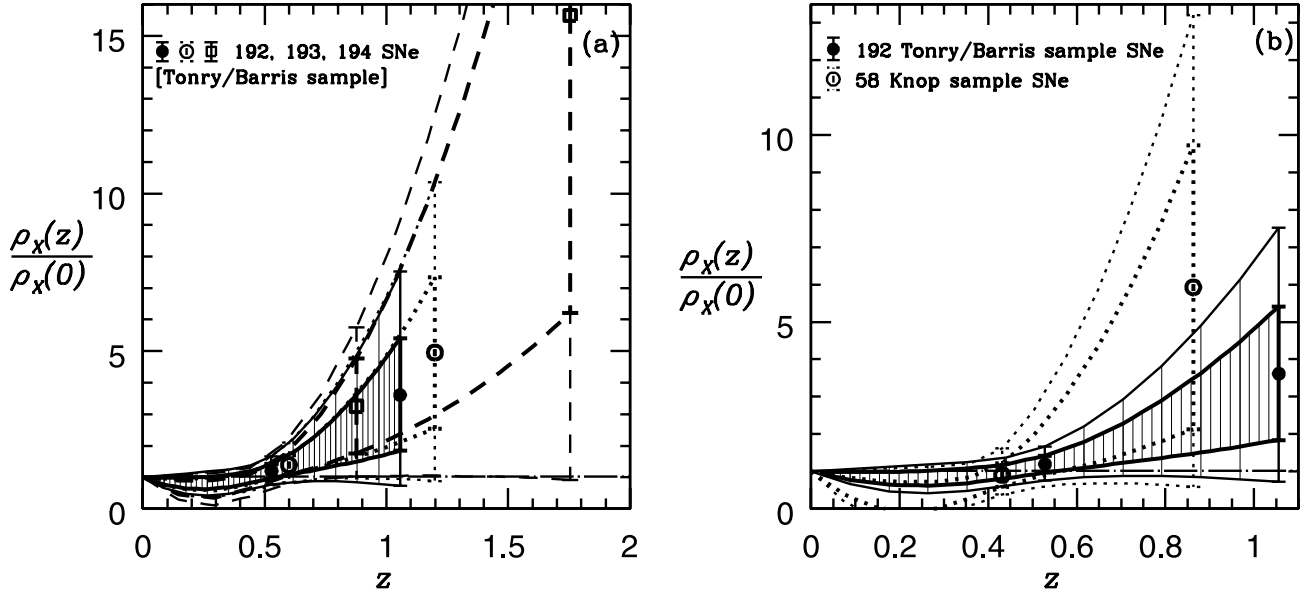 (a)
192, 193, 194 SNe
[Tonry/Barris sample]
15
10
5
0
ρX(z)
ρX(0)
0 0.5 1 1.5 2
z
(b)
192 Tonry/Barris sample SNe
58 Knop sample SNe
10
5
0
ρX(z)
ρX(0)
0 0.2 0.4 0.6 0.8 1
z